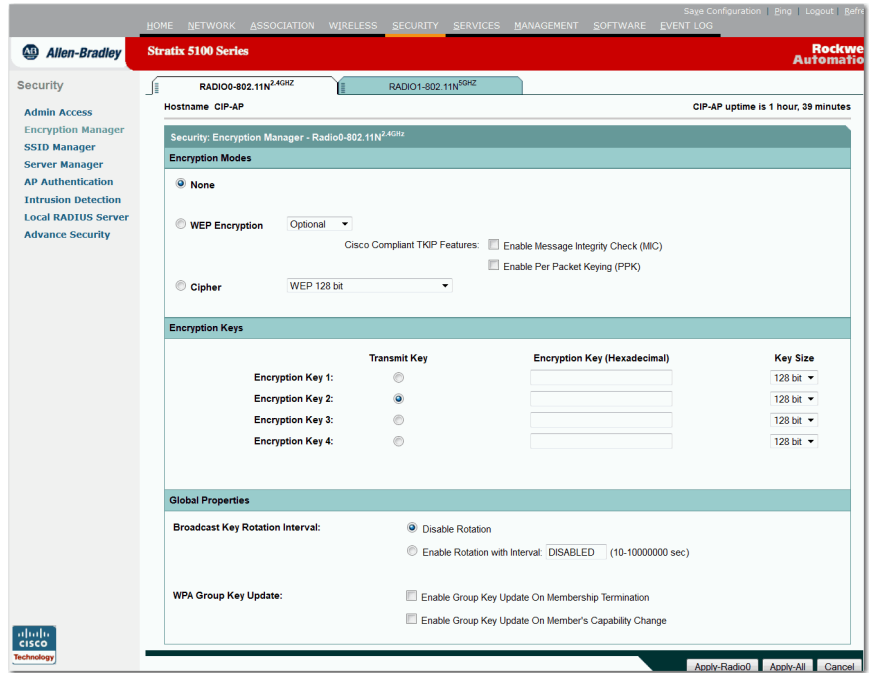 Save Configuration | Ping | Logout | Refre
HOME NETWORK ASSOCIATION WIRELESS SECURITY SERVICES MANAGEMENT SOFTWARE EVENT LOG
AB Allen-Bradley Stratix 5100 Series Rockwe
Automatio
Security
RADIO0-802.11N2.4GHZ RADIO1-802.11N5GHZ
Hostname CIP-AP CIP-AP uptime is 1 hour, 39 minutes
Admin Access
Encryption Manager
SSID Manager
Server Manager
AP Authentication
Intrusion Detection
Local RADIUS Server
Advance Security
Security: Encryption Manager - Radio0-802.11N2.4GHz
Encryption Modes
None
WEP Encryption Optional
Cisco Compliant TKIP Features: Enable Message Integrity Check (MIC)
Enable Per Packet Keying (PPK)
Cipher WEP 128 bit
Encryption Keys
Transmit Key Encryption Key (Hexadecimal) Key Size
Encryption Key 1: 128 bit
Encryption Key 2: 128 bit
Encryption Key 3: 128 bit
Encryption Key 4: 128 bit
Global Properties
Broadcast Key Rotation Interval: Disable Rotation
Enable Rotation with Interval: DISABLED (10-10000000 sec)
WPA Group Key Update: Enable Group Key Update On Membership Termination
Enable Group Key Update On Member's Capability Change
CISCO
Technology
Apply-Radio0 Apply-All Cancel